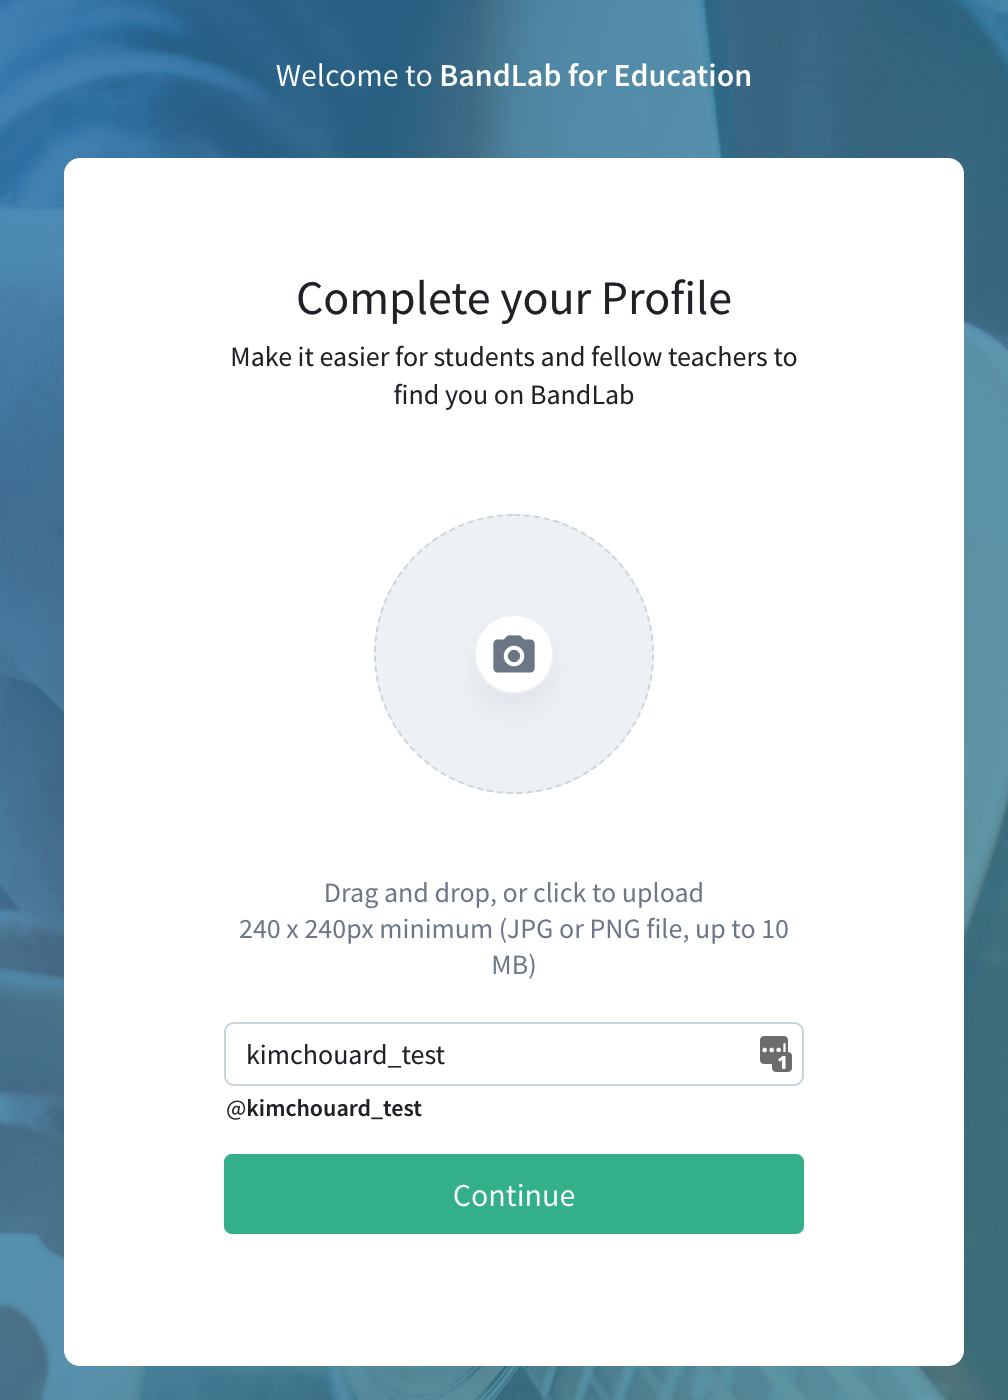 Welcome to BandLab for Education
Complete your Profile
Make it easier for students and fellow teachers to
find you on BandLab
Drag and drop, or click to upload
240 x 240px minimum (JPG or PNG file, up to 10
MB)
kimchouard_test
1
@kimchouard_test
Continue